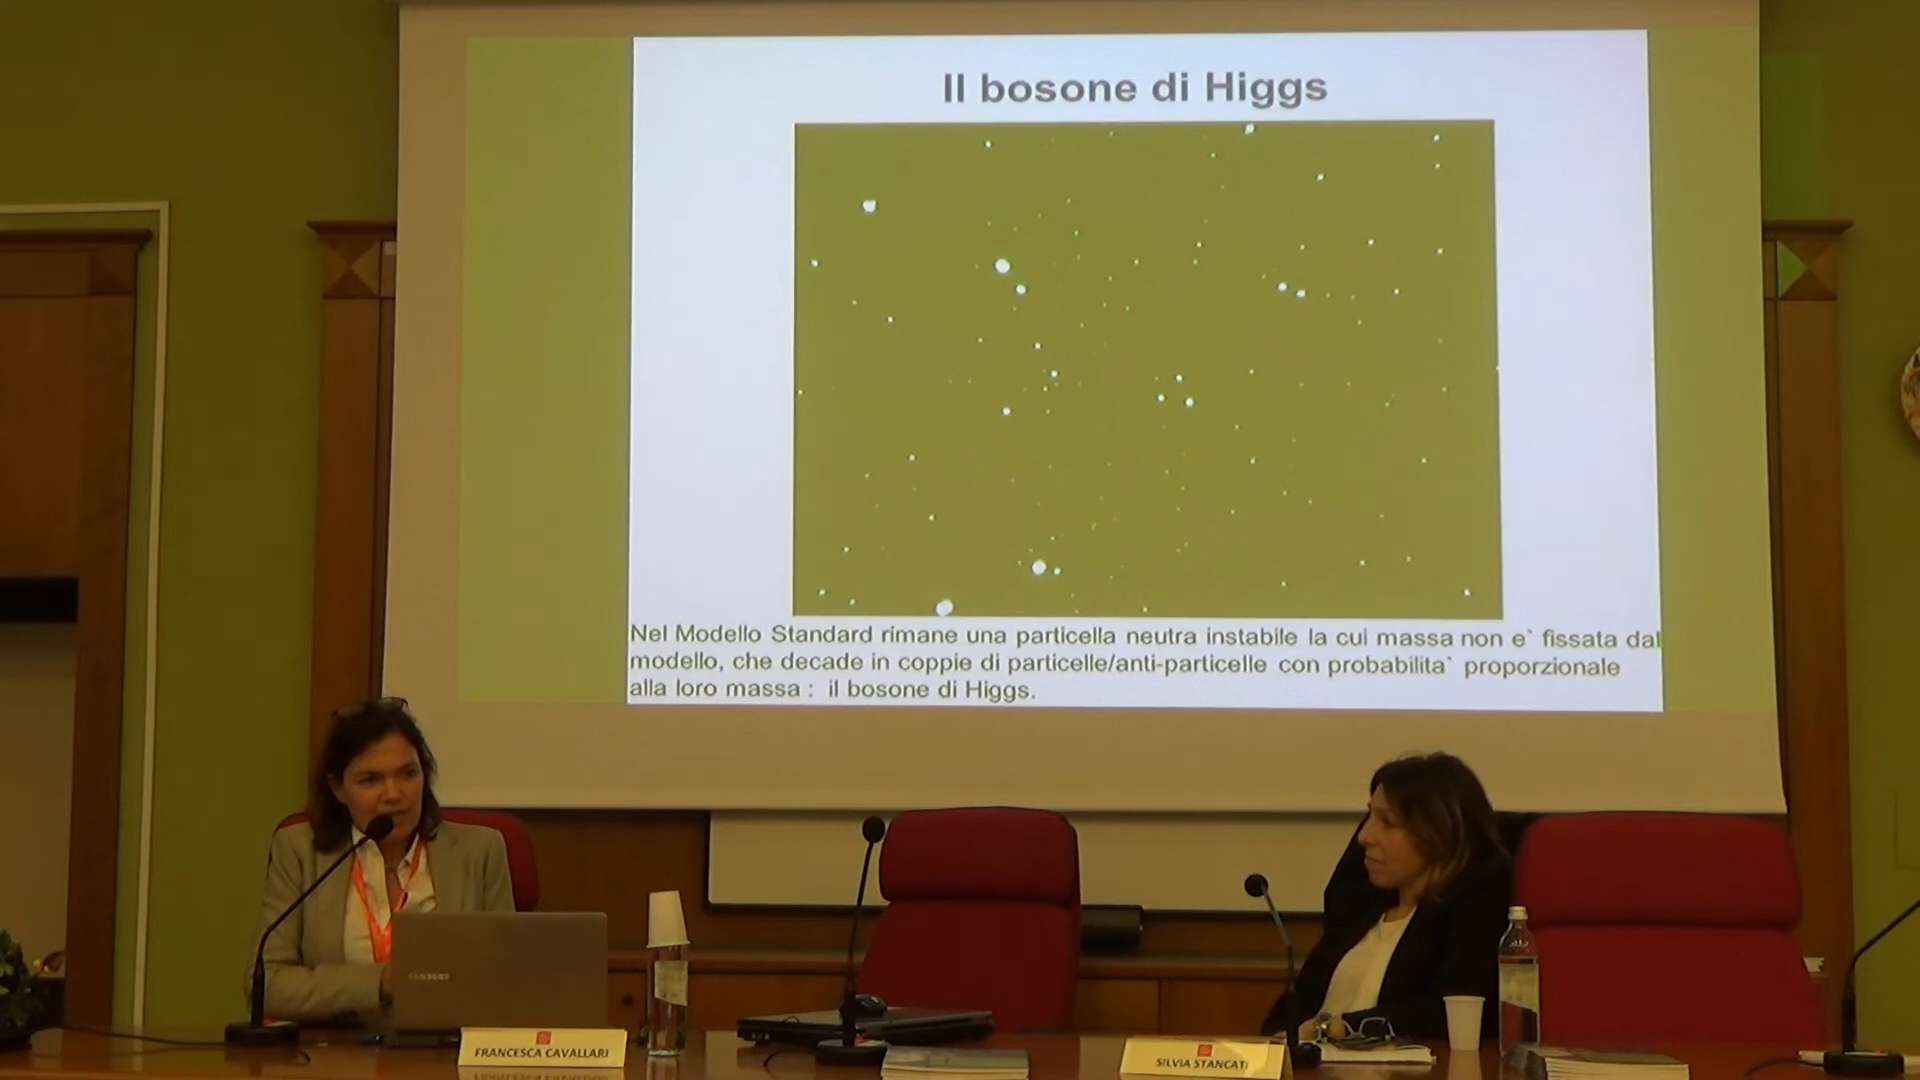 Il bosone di Higgs
Nel Modello Standard rimane una particella neutra instabile la cui massa non e` fissata dal
modello, che decade in coppie di particelle/anti-particelle con probabilita` proporzionale
alla loro massa : il bosone di Higgs.
SAMSUNG
FRANCESCA CAVALLARI
SILVIA STANCATI